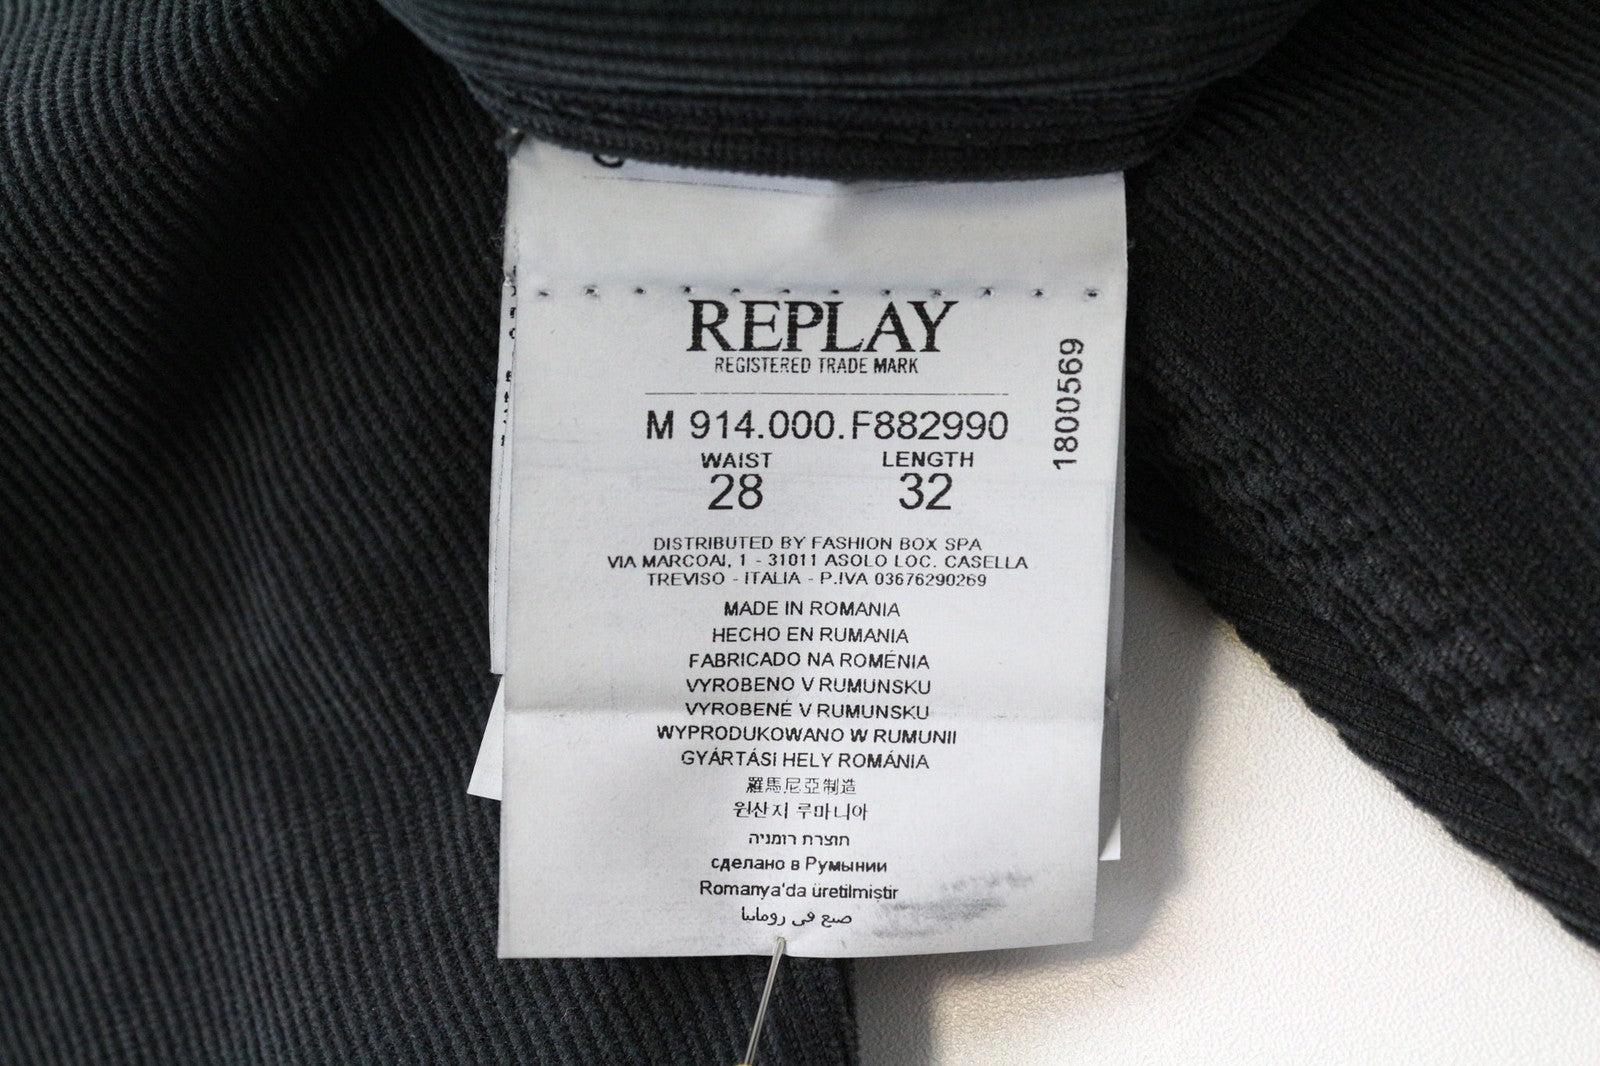 REPLAY
REGISTERED TRADE MARK
M 914.000.F882990
1800569
WAIST LENGTH
28 32
DISTRIBUTED BY FASHION BOX SPA
VIA MARCOAI, 1 - 31011 ASOLO LOC. CASELLA
TREVISO - ITALIA - P.IVA 03676290269
MADE IN ROMANIA
HECHO EN RUMANIA
FABRICADO NA ROMÉNIA
VYROBENO V RUMUNSKU
VYROBENÉ V RUMUNSKU
WYPRODUKOWANO W RUMUNII
GYÁRTÁSI HELY ROMÁNIA
羅馬尼亞制造
원산지 루마니아
תוצרת רומניה
сделано в Румынии
Romanya'da üretilmiştir
صنع في رومانيا